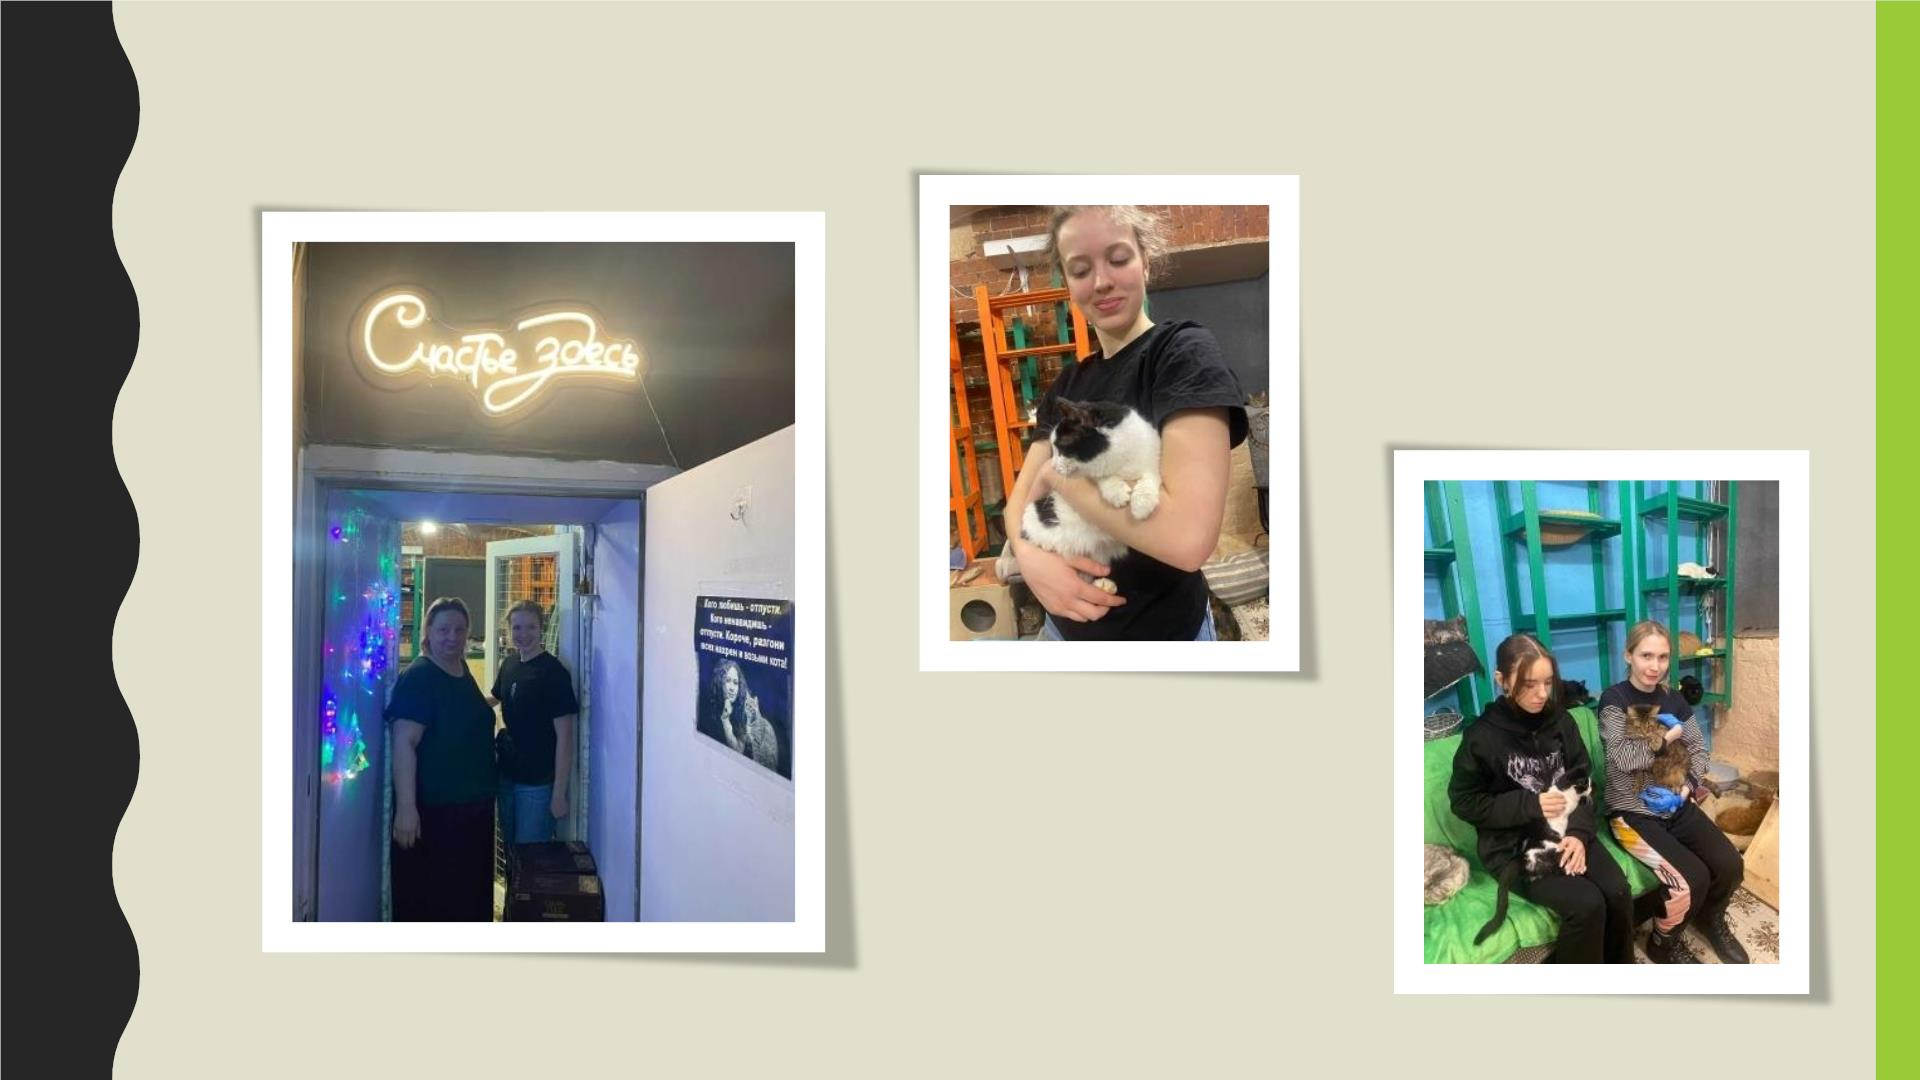 Счастье здесь
Кого любишь - отпусти.
Кого ненавидишь -
отпусти. Короче, разгони
всех нахрен и возьми кота!